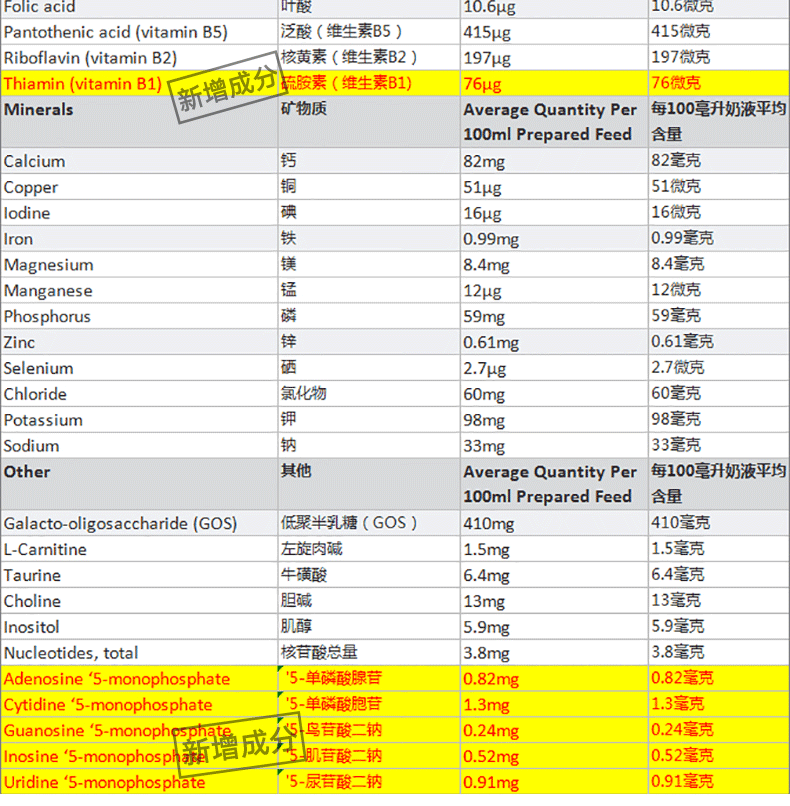 Folic acid 叶酸 10.6μg 10.6微克
Pantothenic acid (vitamin B5) 泛酸（维生素B5） 415μg 415微克
Riboflavin (vitamin B2) 核黄素（维生素B2） 197μg 197微克
Thiamin (vitamin B1) 硫胺素（维生素B1) 76μg 76微克
新增成分
Minerals 矿物质 Average Quantity Per 每100毫升奶液平均
100ml Prepared Feed 含量
Calcium 钙 82mg 82毫克
Copper 铜 51μg 51微克
Iodine 碘 16μg 16微克
Iron 铁 0.99mg 0.99毫克
Magnesium 镁 8.4mg 8.4毫克
Manganese 锰 12μg 12微克
Phosphorus 磷 59mg 59毫克
Zinc 锌 0.61mg 0.61毫克
Selenium 硒 2.7μg 2.7微克
Chloride 氯化物 60mg 60毫克
Potassium 钾 98mg 98毫克
Sodium 钠 33mg 33毫克
Other 其他 Average Quantity Per 每100毫升奶液平均
100ml Prepared Feed 含量
Galacto-oligosaccharide (GOS) 低聚半乳糖（GOS） 410mg 410毫克
L-Carnitine 左旋肉碱 1.5mg 1.5毫克
Taurine 牛磺酸 6.4mg 6.4毫克
Choline 胆碱 13mg 13毫克
Inositol 肌醇 5.9mg 5.9毫克
Nucleotides, total 核苷酸总量 3.8mg 3.8毫克
Adenosine ‘5-monophosphate '5-单磷酸腺苷 0.82mg 0.82毫克
Cytidine ‘5-monophosphate '5-单磷酸胞苷 1.3mg 1.3毫克
Guanosine ‘5-monophosphate '5-鸟苷酸二钠 0.24mg 0.24毫克
Inosine ‘5-monophosphate '5-肌苷酸二钠 0.52mg 0.52毫克
新增成分
Uridine ‘5-monophosphate '5-尿苷酸二钠 0.91mg 0.91毫克